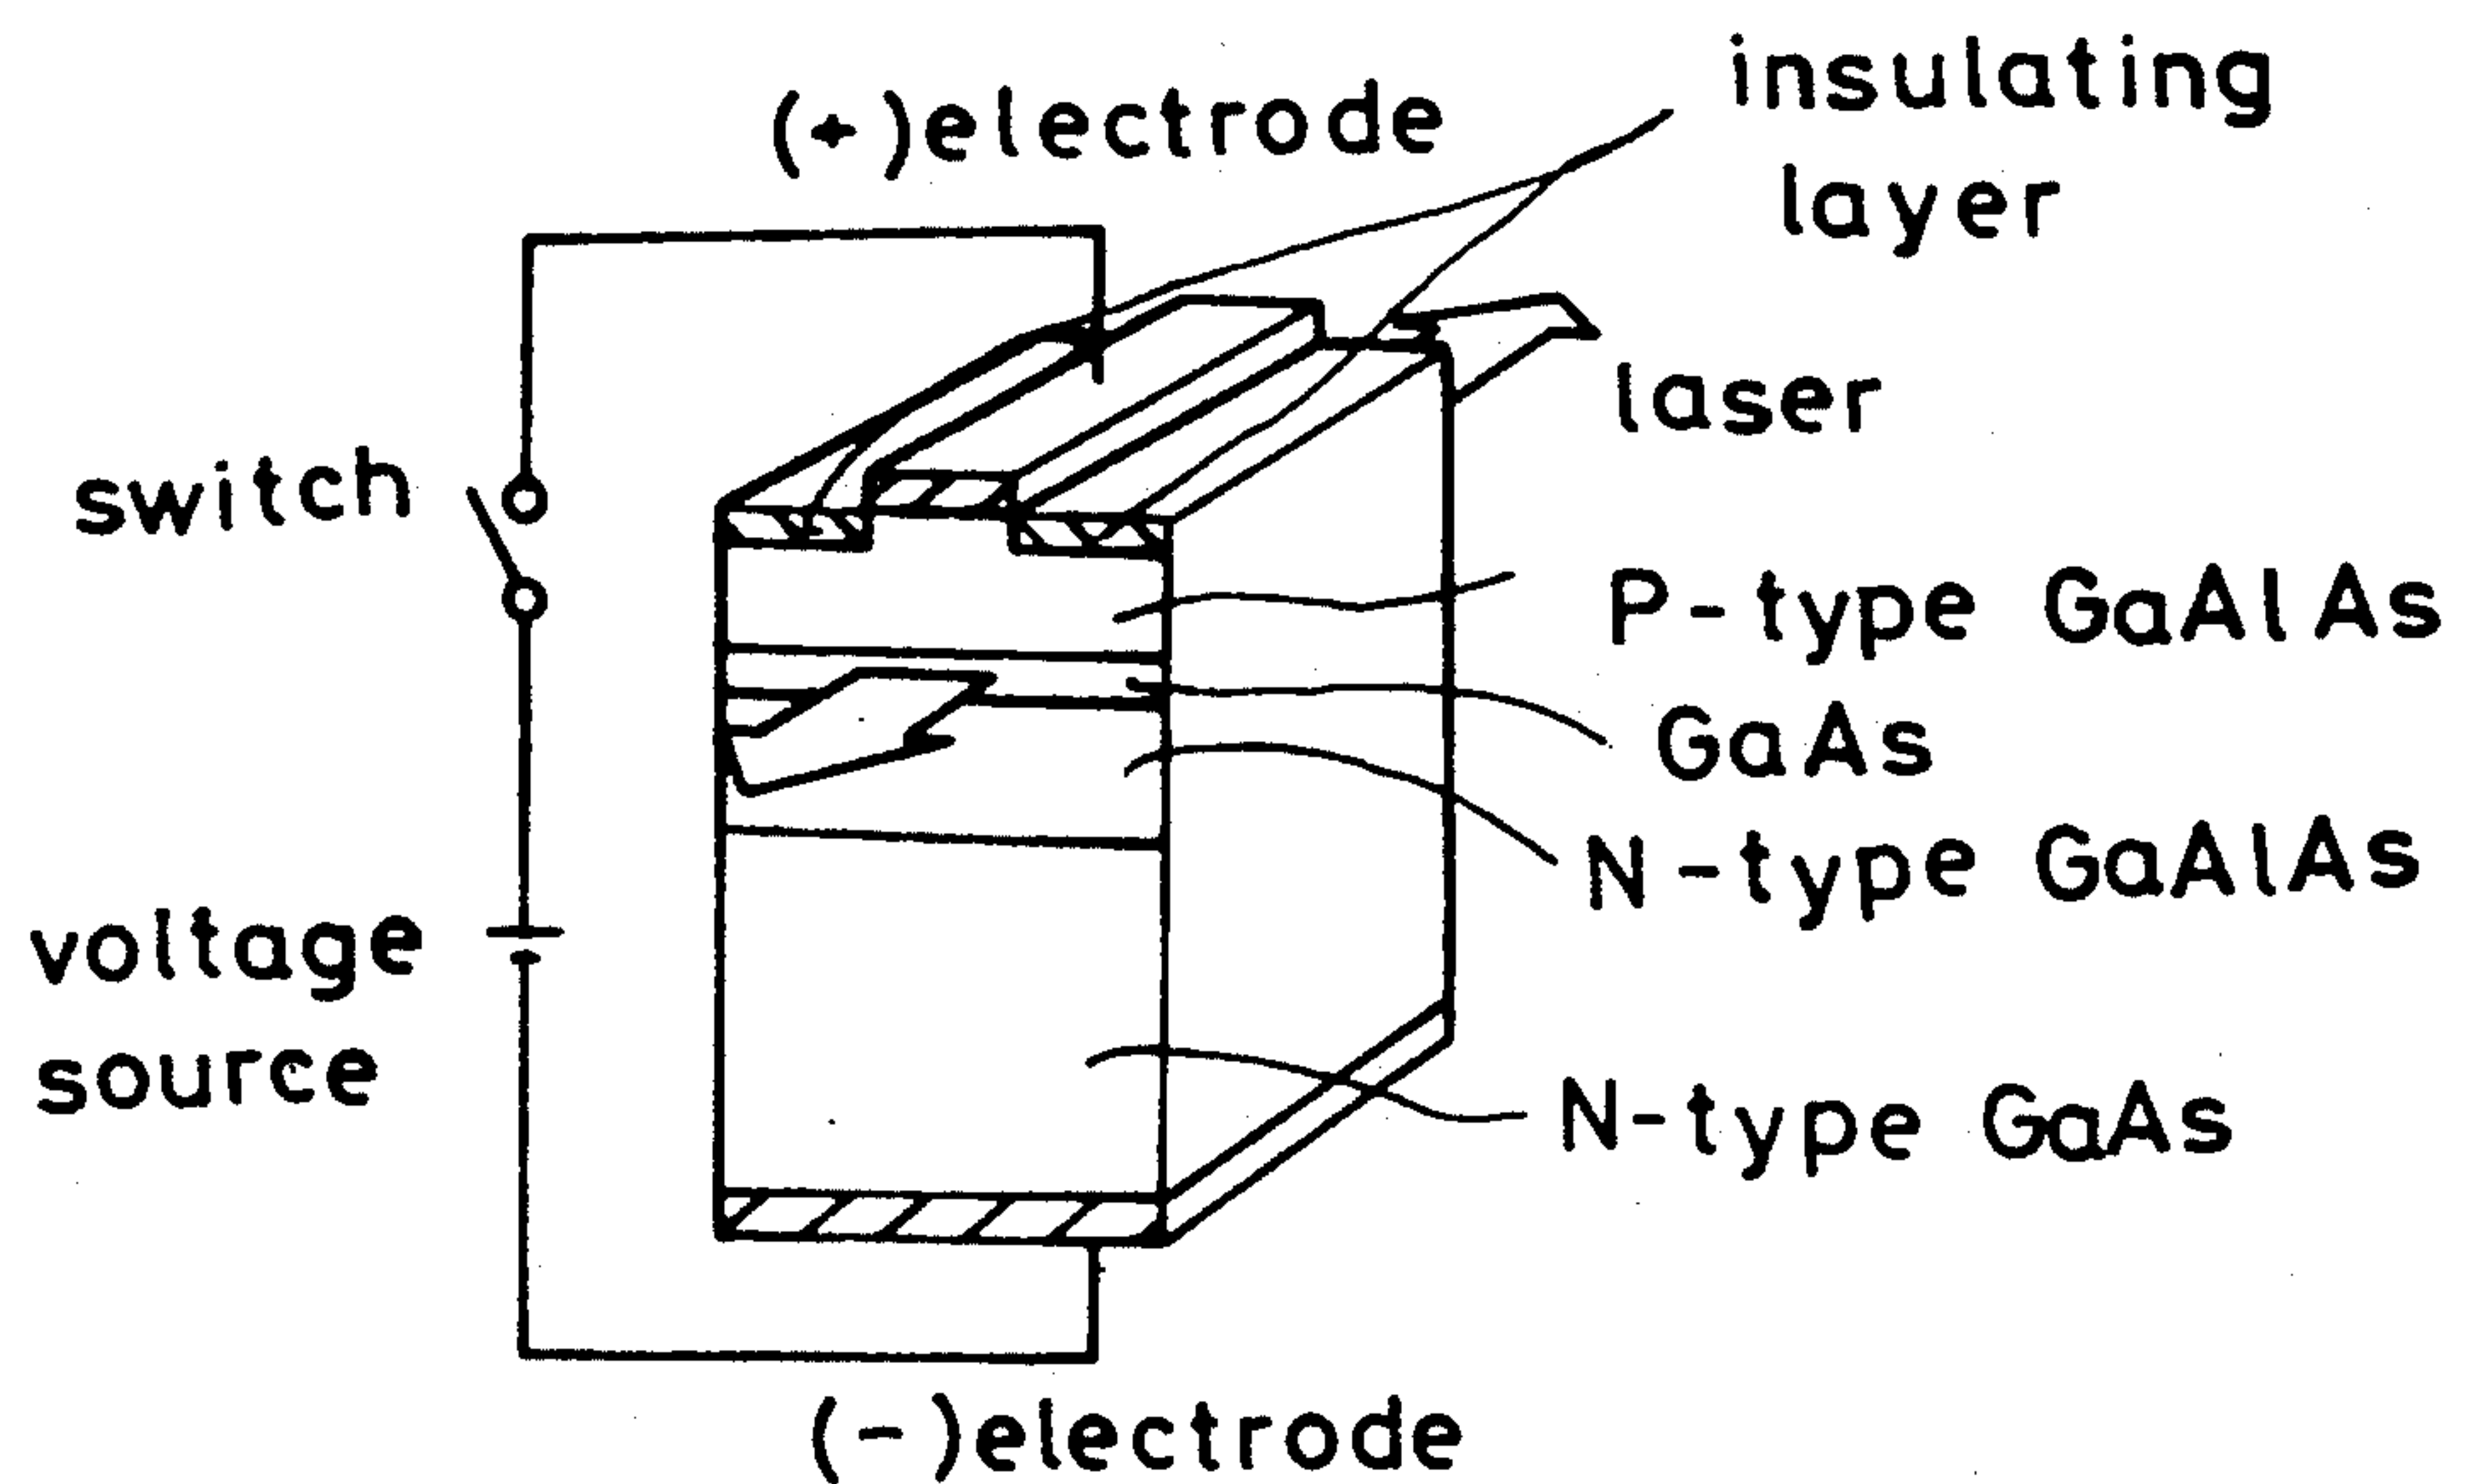 insulating
layer
(+)electrode
laser
switch
P-type GaAlAs
GaAs
N-type GaAlAs
voltage
source
N-type GaAs
(-)electrode